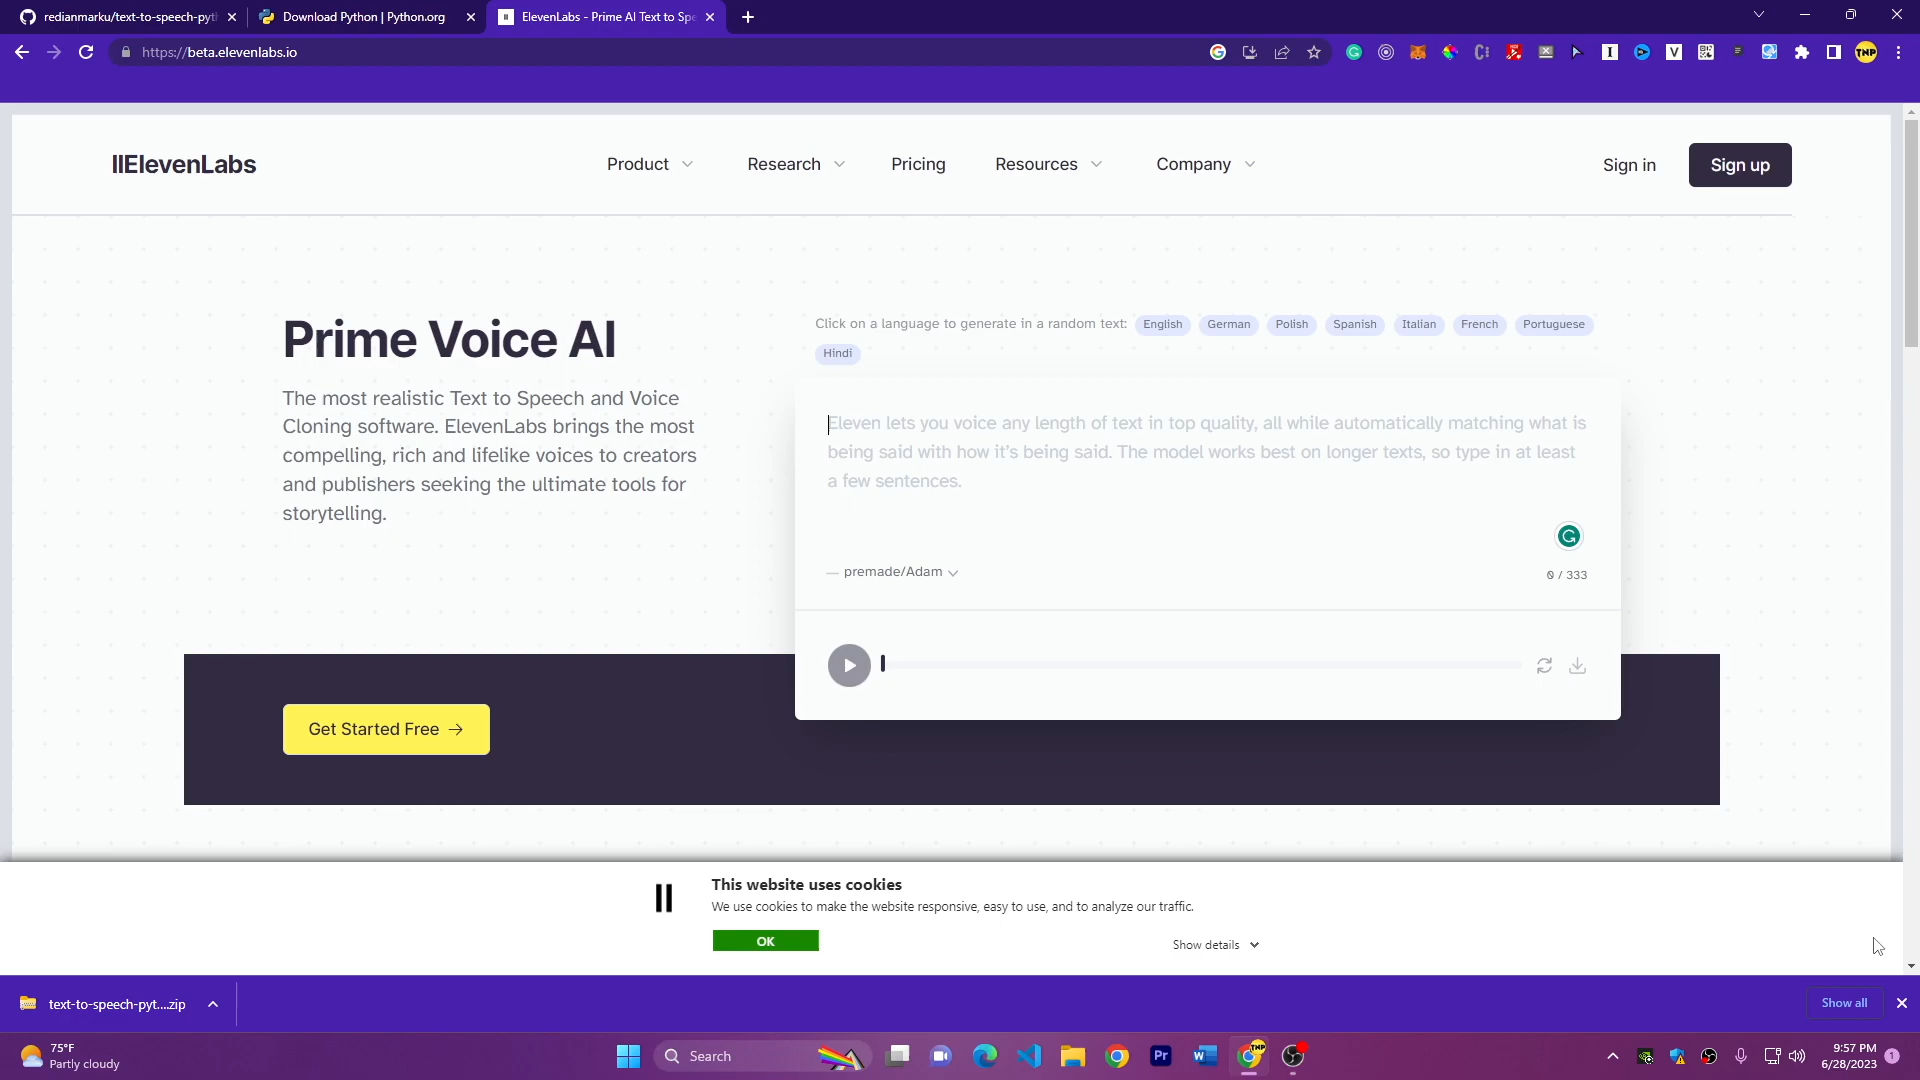 redianmarku/text-to-speech-pyth
Download Python | Python.org
ElevenLabs - Prime AI Text to Spe
https://beta.elevenlabs.io
TNP
IIElevenLabs
Product
Research
Pricing
Resources
Company
Sign in
Sign up
Prime Voice AI
The most realistic Text to Speech and Voice
Cloning software. ElevenLabs brings the most
compelling, rich and lifelike voices to creators
and publishers seeking the ultimate tools for
storytelling.
Click on a language to generate in a random text: English German Polish Spanish Italian French Portuguese
Hindi
Eleven lets you voice any length of text in top quality, all while automatically matching what is
being said with how it's being said. The model works best on longer texts, so type in at least
a few sentences.
— premade/Adam
0 / 333
Get Started Free →
This website uses cookies
We use cookies to make the website responsive, easy to use, and to analyze our traffic.
OK
Show details
text-to-speech-pyt....zip
Show all
75°F
Partly cloudy
Search
Pr
TNP
9:57 PM
6/28/2023
1